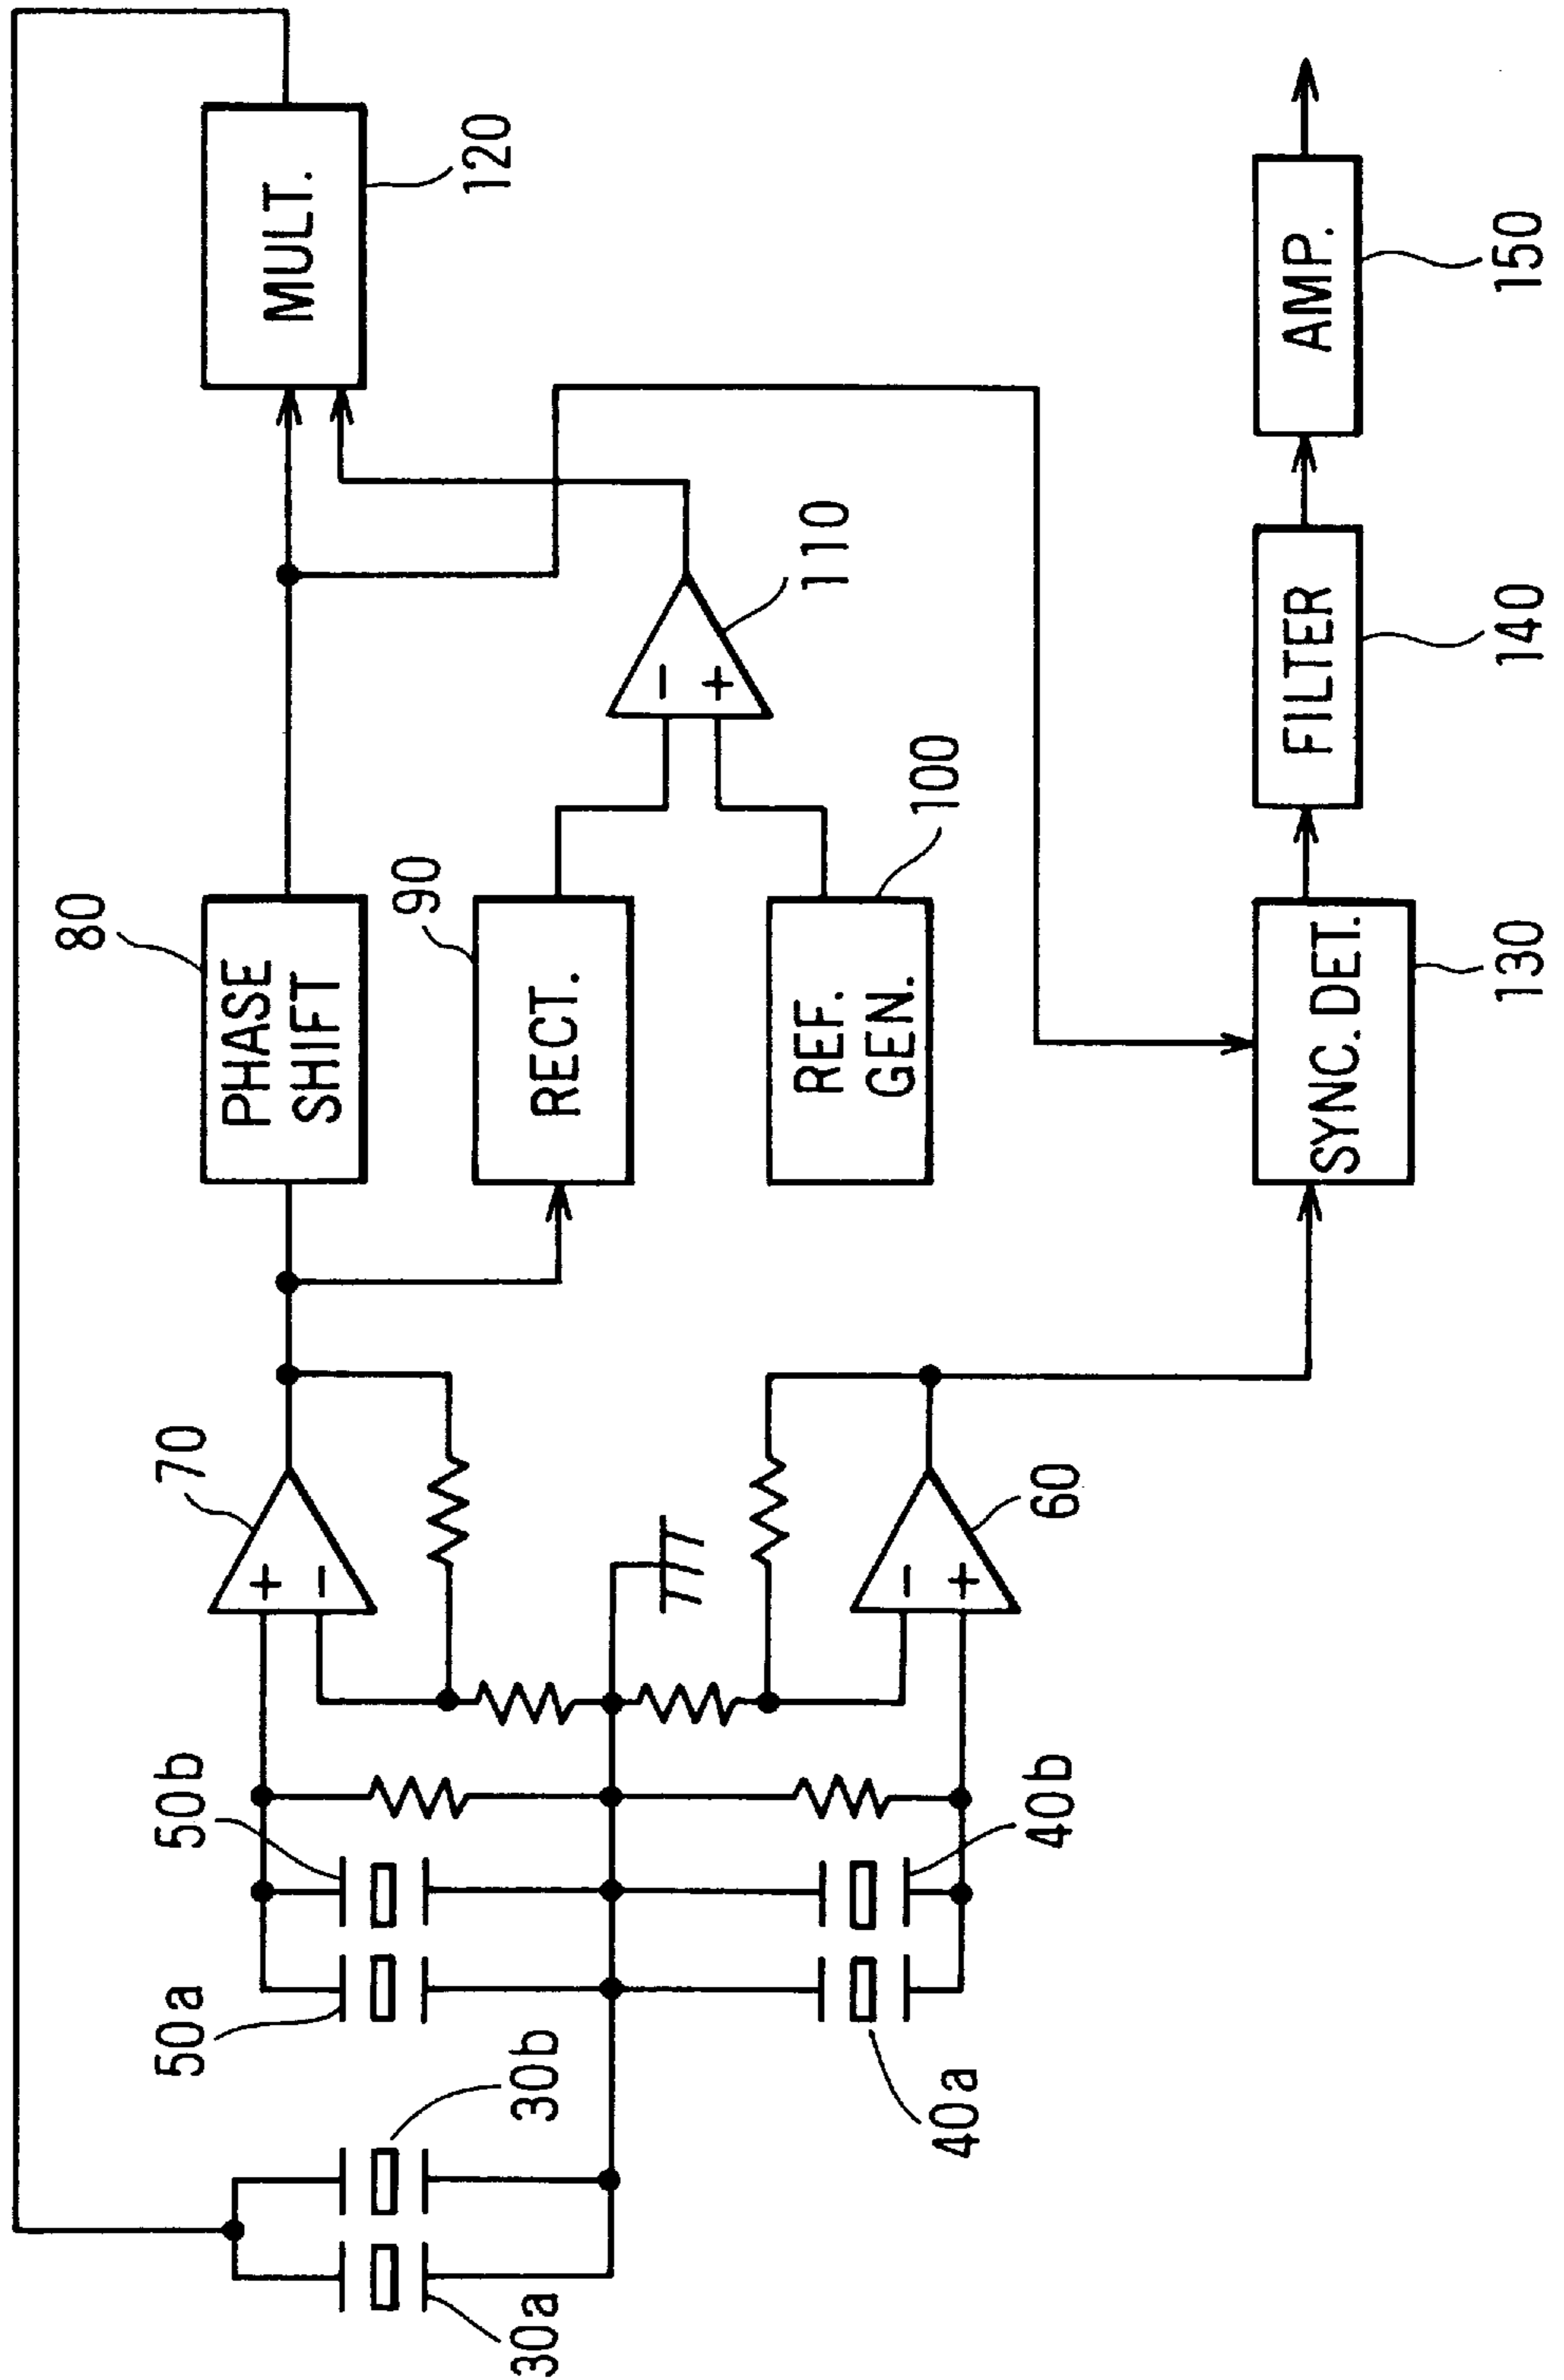 80
PHASE
SHIFT
MULT.
120
70
+
−
90
RECT.
−
+
110
50a
50b
30a
30b
REF.
GEN.
100
−
+
60
40a
40b
SYNC. DET.
130
FILTER
140
AMP.
150